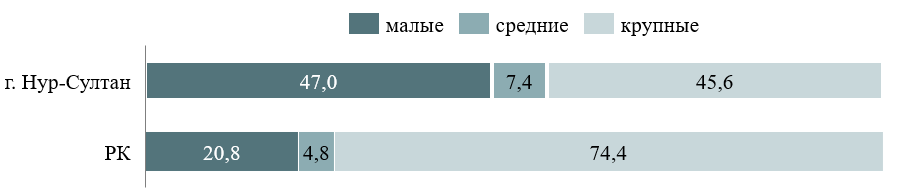 малые средние крупные
г. Нур-Султан 47,0 7,4 45,6
РК 20,8 4,8 74,4